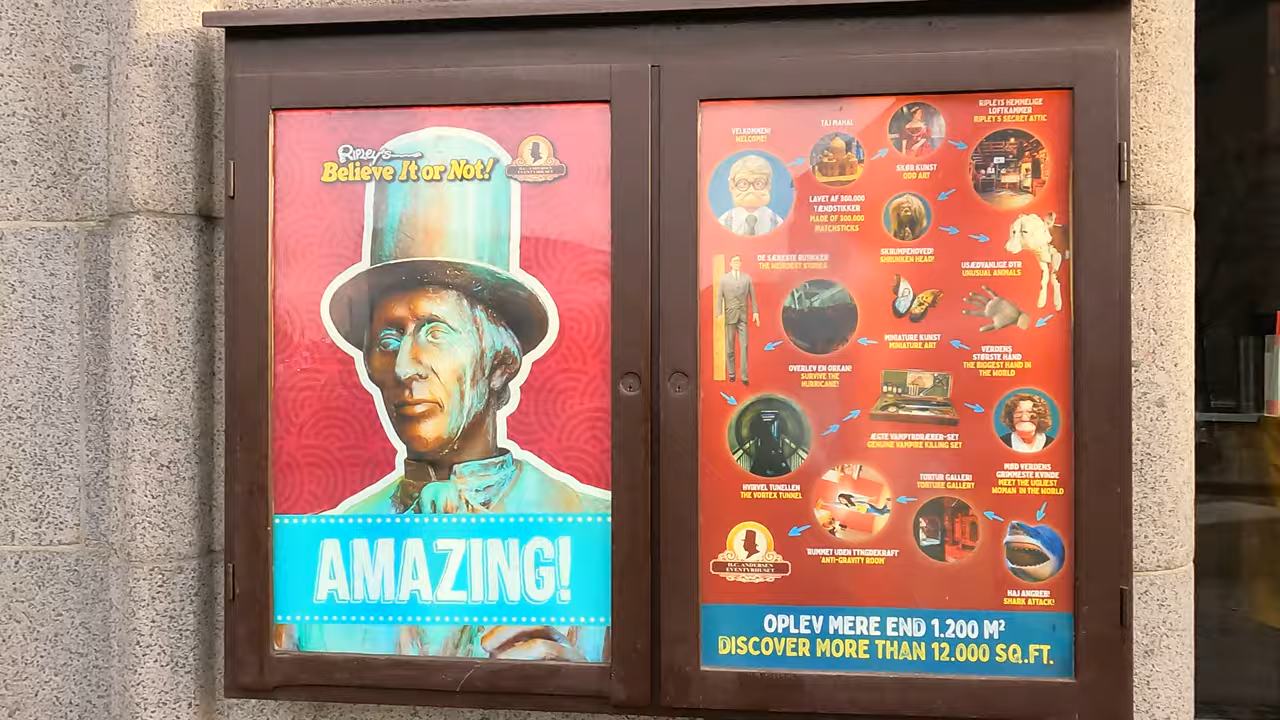 RIPLEY'S
Believe It or Not!
H.C. ANDERSEN
EVENTYRHUSET
AMAZING!
VELKOMMEN!
WELCOME!
TAJ MAHAL
LAVET AF 300.000
TÆNDSTIKKER
MADE OF 300.000
MATCHSTICKS
SKØR KUNST
ODD ART
RIPLEYS HEMMELIGE
LOFTKAMMER
RIPLEY'S SECRET ATTIC
SKRUMPEHOVED!
SHRUNKEN HEAD!
USÆDVANLIGE DYR
UNUSUAL ANIMALS
DE SÆRESTE
THE WEIRDEST STORIES
OVERLEV EN ORKAN!
SURVIVE THE
HURRICANE!
MINIATURE KUNST
MINIATURE ART
VERDENS
STØRSTE HÅND
THE BIGGEST HAND IN
THE WORLD
ÆGTE VAMPYRDRÆBER-SET
GENUINE VAMPIRE KILLING SET
MØD VERDENS
GRIMMESTE KVINDE
MEET THE UGLIEST
WOMAN IN THE WORLD
HVIRVEL TUNELLEN
THE VORTEX TUNNEL
TORTUR GALLERI
TORTURE GALLERY
'RUMMET UDEN TYNGDEKRAFT'
'ANTI-GRAVITY ROOM'
HAJ ANGREB!
SHARK ATTACK!
H.C. ANDERSEN
EVENTYRHUSET
OPLEV MERE END 1.200 M²
DISCOVER MORE THAN 12.000 SQ.FT.